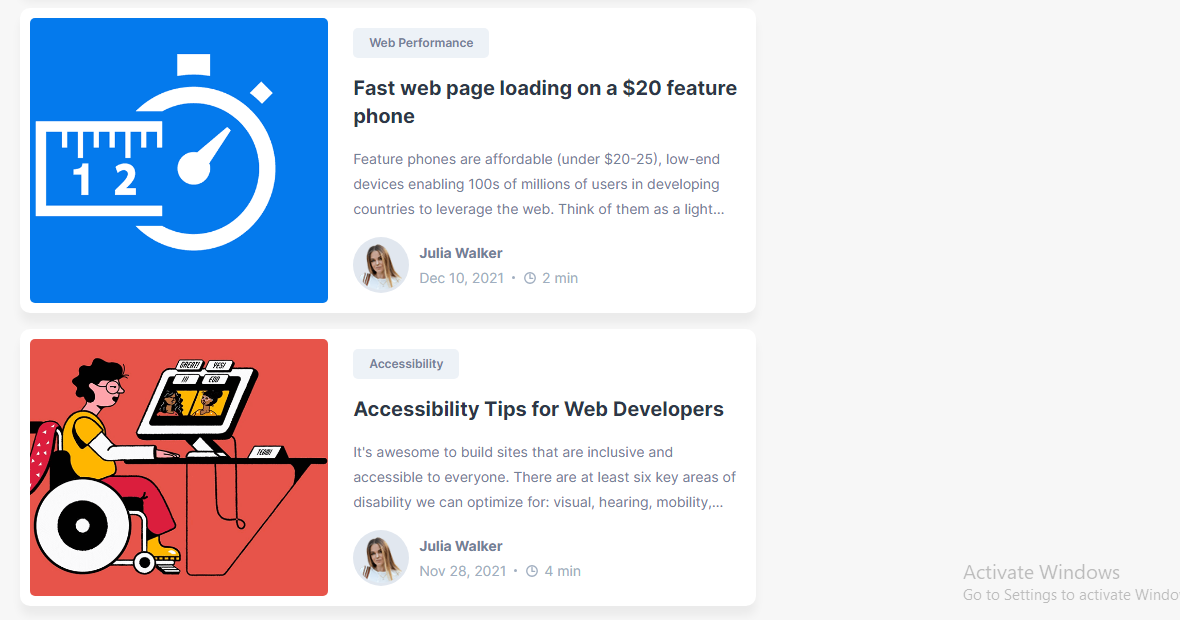 1 2
Web Performance
Fast web page loading on a $20 feature
phone
Feature phones are affordable (under $20-25), low-end
devices enabling 100s of millions of users in developing
countries to leverage the web. Think of them as a light...
Julia Walker
Dec 10, 2021 • 2 min
GREAT! YES!
!!! EOD
TEAM!
Accessibility
Accessibility Tips for Web Developers
It's awesome to build sites that are inclusive and
accessible to everyone. There are at least six key areas of
disability we can optimize for: visual, hearing, mobility,...
Julia Walker
Nov 28, 2021 • 4 min
Activate Windows
Go to Settings to activate Windo